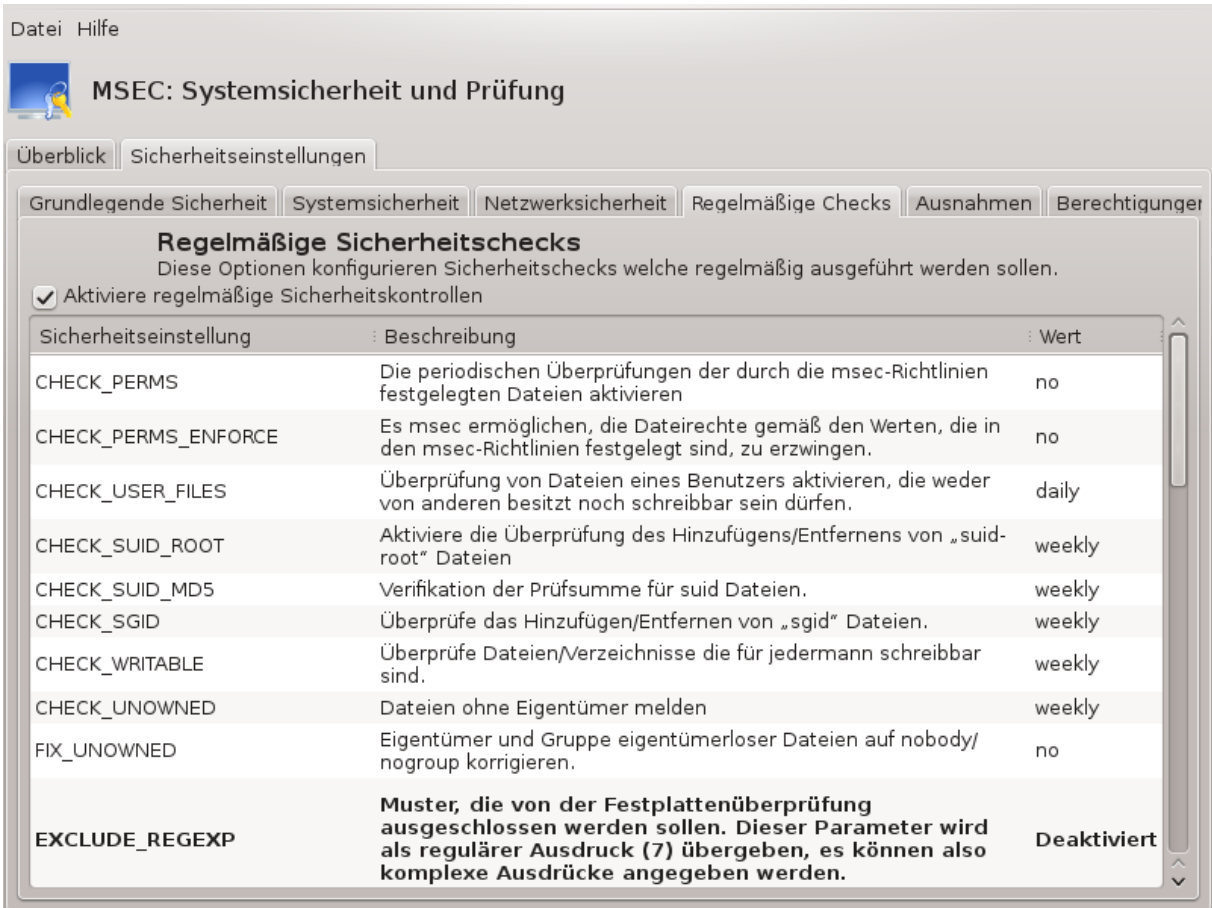 Datei Hilfe
MSEC: Systemsicherheit und Prüfung
Überblick Sicherheitseinstellungen
Grundlegende Sicherheit Systemsicherheit Netzwerksicherheit Regelmäßige Checks Ausnahmen Berechtigungen
Regelmäßige Sicherheitschecks
Diese Optionen konfigurieren Sicherheitschecks welche regelmäßig ausgeführt werden sollen.
Aktiviere regelmäßige Sicherheitskontrollen
Sicherheitseinstellung Beschreibung Wert
CHECK_PERMS Die periodischen Überprüfungen der durch die msec-Richtlinien
festgelegten Dateien aktivieren no
CHECK_PERMS_ENFORCE Es msec ermöglichen, die Dateirechte gemäß den Werten, die in
den msec-Richtlinien festgelegt sind, zu erzwingen. no
CHECK_USER_FILES Überprüfung von Dateien eines Benutzers aktivieren, die weder
von anderen besitzt noch schreibbar sein dürfen. daily
CHECK_SUID_ROOT Aktiviere die Überprüfung des Hinzufügens/Entfernens von „suid-
root“ Dateien weekly
CHECK_SUID_MD5 Verifikation der Prüfsumme für suid Dateien. weekly
CHECK_SGID Überprüfe das Hinzufügen/Entfernen von „sgid“ Dateien. weekly
CHECK_WRITABLE Überprüfe Dateien/Verzeichnisse die für jedermann schreibbar
sind. weekly
CHECK_UNOWNED Dateien ohne Eigentümer melden weekly
FIX_UNOWNED Eigentümer und Gruppe eigentümerloser Dateien auf nobody/
nogroup korrigieren. no
EXCLUDE_REGEXP Muster, die von der Festplattenüberprüfung
ausgeschlossen werden sollen. Dieser Parameter wird
als regulärer Ausdruck (7) übergeben, es können also
komplexe Ausdrücke angegeben werden. Deaktiviert